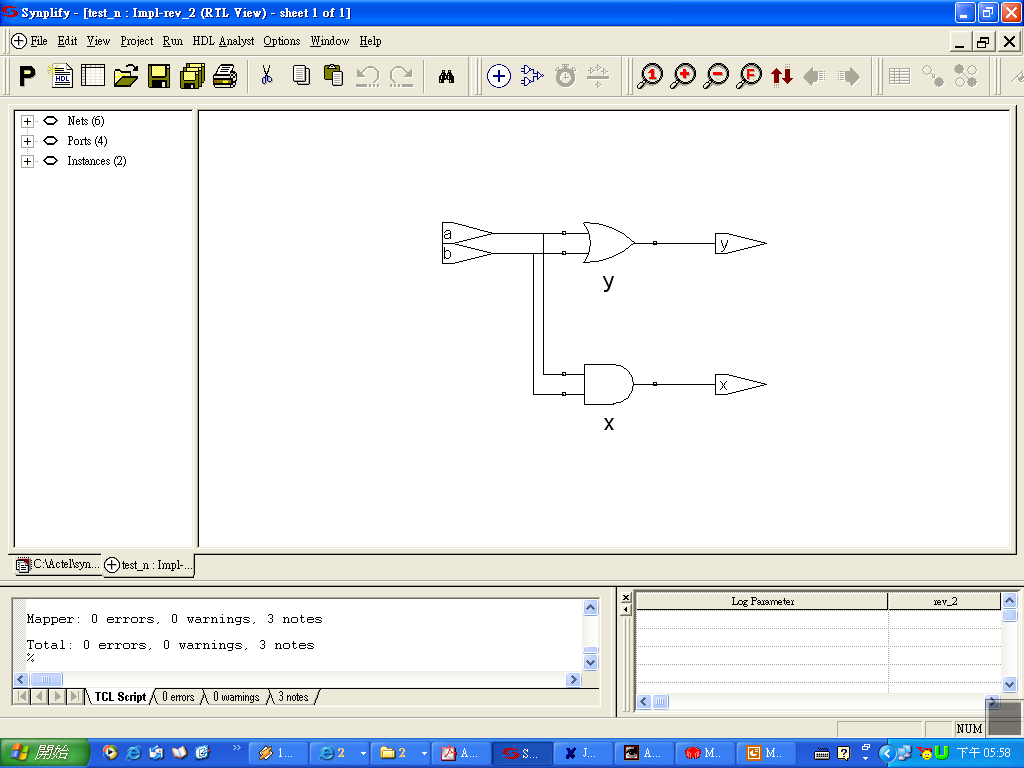 Synplify - [test_n : Impl-rev_2 (RTL View) - sheet 1 of 1]
File Edit View Project Run HDL Analyst Options Window Help
P HDL 1 F
Nets (6)
Ports (4)
Instances (2)
a
b
y
y
x
x
C:\Actel\syn... test_n : Impl-...
Mapper: 0 errors, 0 warnings, 3 notes
Total: 0 errors, 0 warnings, 3 notes
%
TCL Script 0 errors 0 warnings 3 notes
Log Parameter rev_2
NUM
開始 1... 2 2 A... S... J... A... M... M... 下午 05:58